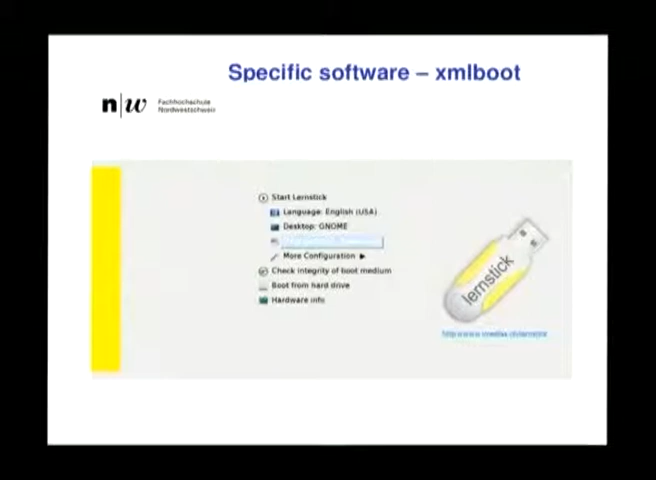 Specific software – xmlboot
n|w Fachhochschule
Nordwestschweiz
Start Lernstick
Language: English (USA)
Desktop: GNOME
More Configuration ▶
Check integrity of boot medium
Boot from hard drive
Hardware info
lernstick